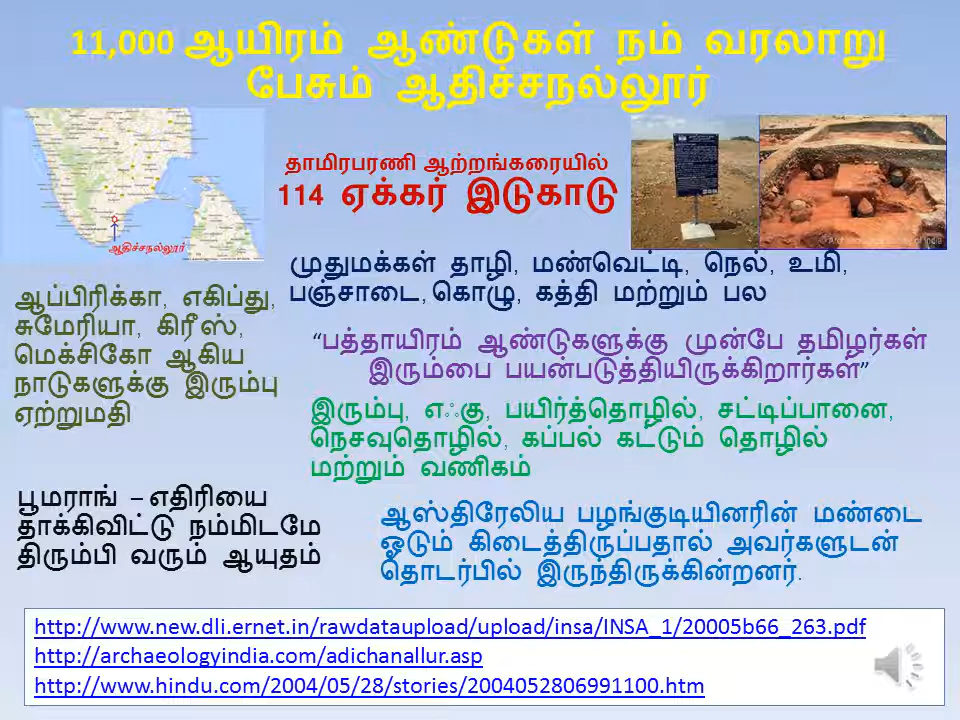 11,000 ஆயிரம் ஆண்டுகள் நம் வரலாறு
பேசும் ஆதிச்சநல்லூர்
ஆதிச்சநல்லூர்
தாமிரபரணி ஆற்றங்கரையில்
114 ஏக்கர் இடுகாடு
முதுமக்கள் தாழி, மண்வெட்டி, நெல், உமி,
பஞ்சாடை,கொழு, கத்தி மற்றும் பல
ஆப்பிரிக்கா, எகிப்து,
சுமேரியா, கிரீஸ்,
மெக்சிகோ ஆகிய
நாடுகளுக்கு இரும்பு
ஏற்றுமதி
“பத்தாயிரம் ஆண்டுகளுக்கு முன்பே தமிழர்கள்
இரும்பை பயன்படுத்தியிருக்கிறார்கள்”
இரும்பு, எஃகு, பயிர்த்தொழில், சட்டிப்பானை,
நெசவுதொழில், கப்பல் கட்டும் தொழில்
மற்றும் வணிகம்
பூமராங் – எதிரியை
தாக்கிவிட்டு நம்மிடமே
திரும்பி வரும் ஆயுதம்
ஆஸ்திரேலிய பழங்குடியினரின் மண்டை
ஓடும் கிடைத்திருப்பதால் அவர்களுடன்
தொடர்பில் இருந்திருக்கின்றனர்.
http://www.new.dli.ernet.in/rawdataupload/upload/insa/INSA_1/20005b66_263.pdf
http://archaeologyindia.com/adichanallur.asp
http://www.hindu.com/2004/05/28/stories/2004052806991100.htm